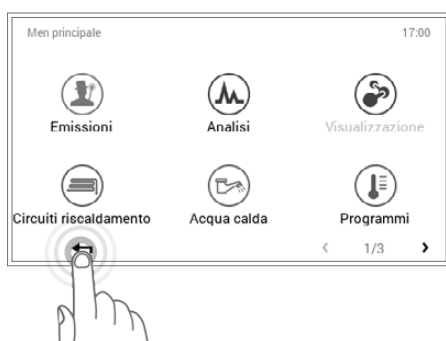 Men principale 17:00
Emissioni Analisi Visualizzazione
Circuiti riscaldamento Acqua calda Programmi
< 1/3 >